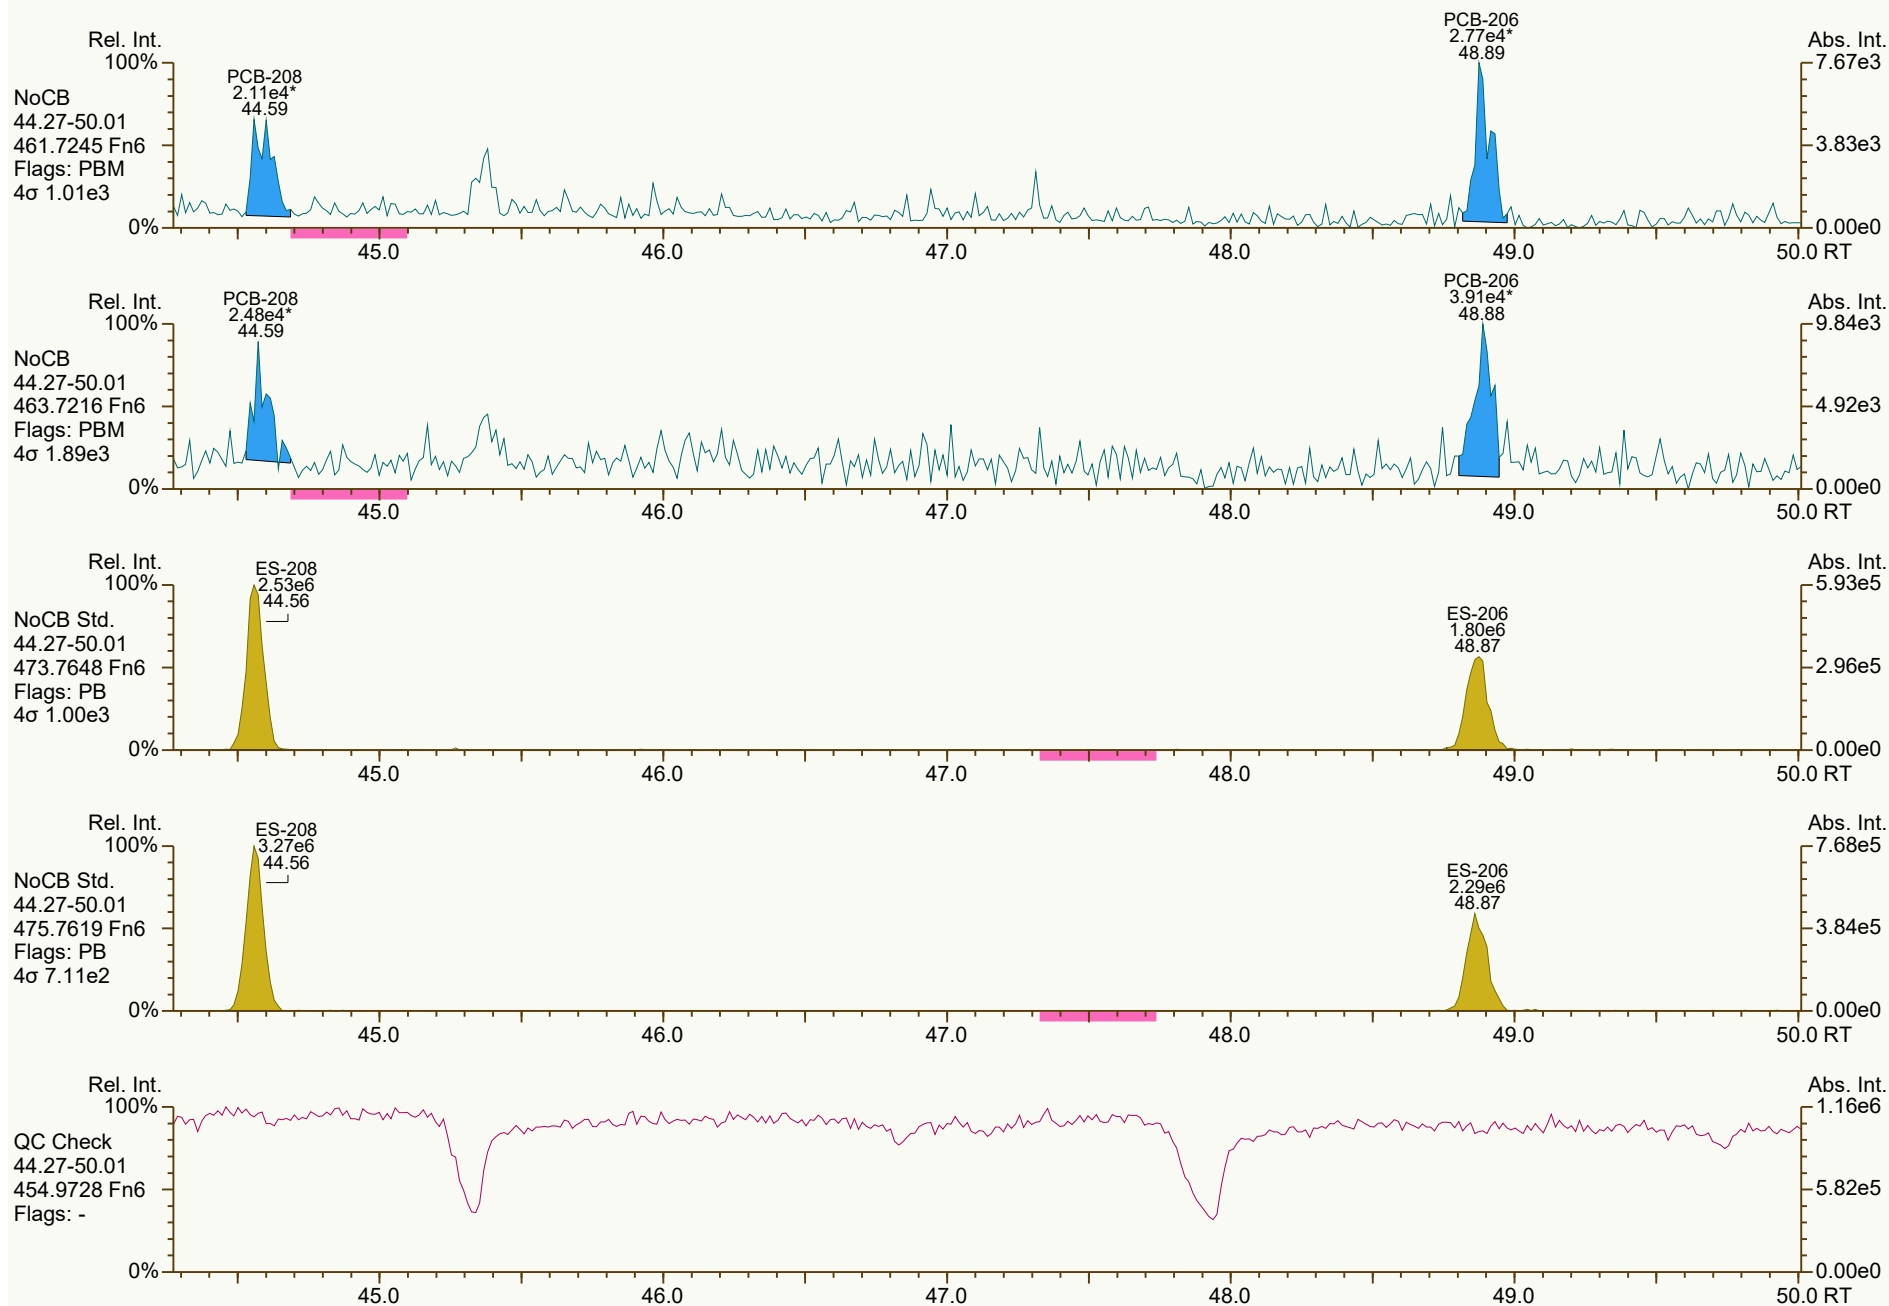 Rel. Int.
100%
0%
NoCB
44.27-50.01
461.7245 Fn6
Flags: PBM
4σ 1.01e3
PCB-208
2.11e4*
44.59
PCB-206
2.77e4*
48.89
Abs. Int.
7.67e3
3.83e3
0.00e0
45.0 46.0 47.0 48.0 49.0 50.0 RT
Rel. Int.
100%
0%
NoCB
44.27-50.01
463.7216 Fn6
Flags: PBM
4σ 1.89e3
PCB-208
2.48e4*
44.59
PCB-206
3.91e4*
48.88
Abs. Int.
9.84e3
4.92e3
0.00e0
45.0 46.0 47.0 48.0 49.0 50.0 RT
Rel. Int.
100%
0%
NoCB Std.
44.27-50.01
473.7648 Fn6
Flags: PB
4σ 1.00e3
ES-208
2.53e6
44.56
ES-206
1.80e6
48.87
Abs. Int.
5.93e5
2.96e5
0.00e0
45.0 46.0 47.0 48.0 49.0 50.0 RT
Rel. Int.
100%
0%
NoCB Std.
44.27-50.01
475.7619 Fn6
Flags: PB
4σ 7.11e2
ES-208
3.27e6
44.56
ES-206
2.29e6
48.87
Abs. Int.
7.68e5
3.84e5
0.00e0
45.0 46.0 47.0 48.0 49.0 50.0 RT
Rel. Int.
100%
0%
QC Check
44.27-50.01
454.9728 Fn6
Flags: -
Abs. Int.
1.16e6
5.82e5
0.00e0
45.0 46.0 47.0 48.0 49.0 50.0 RT